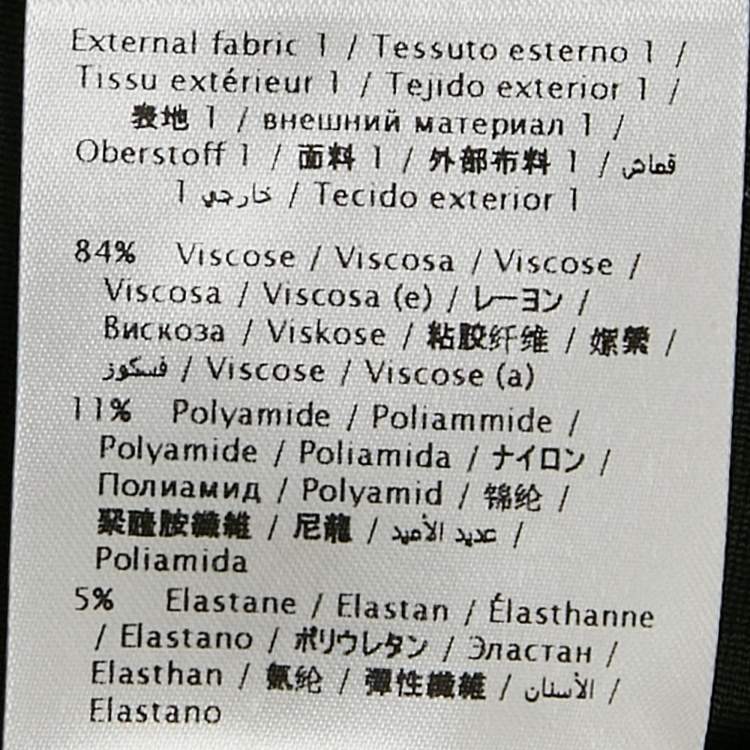 External fabric 1 / Tessuto esterno 1 /
Tissu extérieur 1 / Tejido exterior 1 /
表地 1 / внешний материал 1 /
Oberstoff 1 / 面料 1 / 外部布料 1 / قماش
خارجي 1 / Tecido exterior 1
84% Viscose / Viscosa / Viscose /
Viscosa / Viscosa (e) / レーヨン /
Вискоза / Viskose / 粘胶纤维 / 嫘縈 /
فسكوز / Viscose / Viscose (a)
11% Polyamide / Poliammide /
Polyamide / Poliamida / ナイロン /
Полиамид / Polyamid / 锦纶 /
聚醯胺纖維 / 尼龍 / عديد الأميد /
Poliamida
5% Elastane / Elastan / Élasthanne
/ Elastano / ポリウレタン / Эластан /
Elasthan / 氨纶 / 彈性纖維 / الأستان /
Elastano